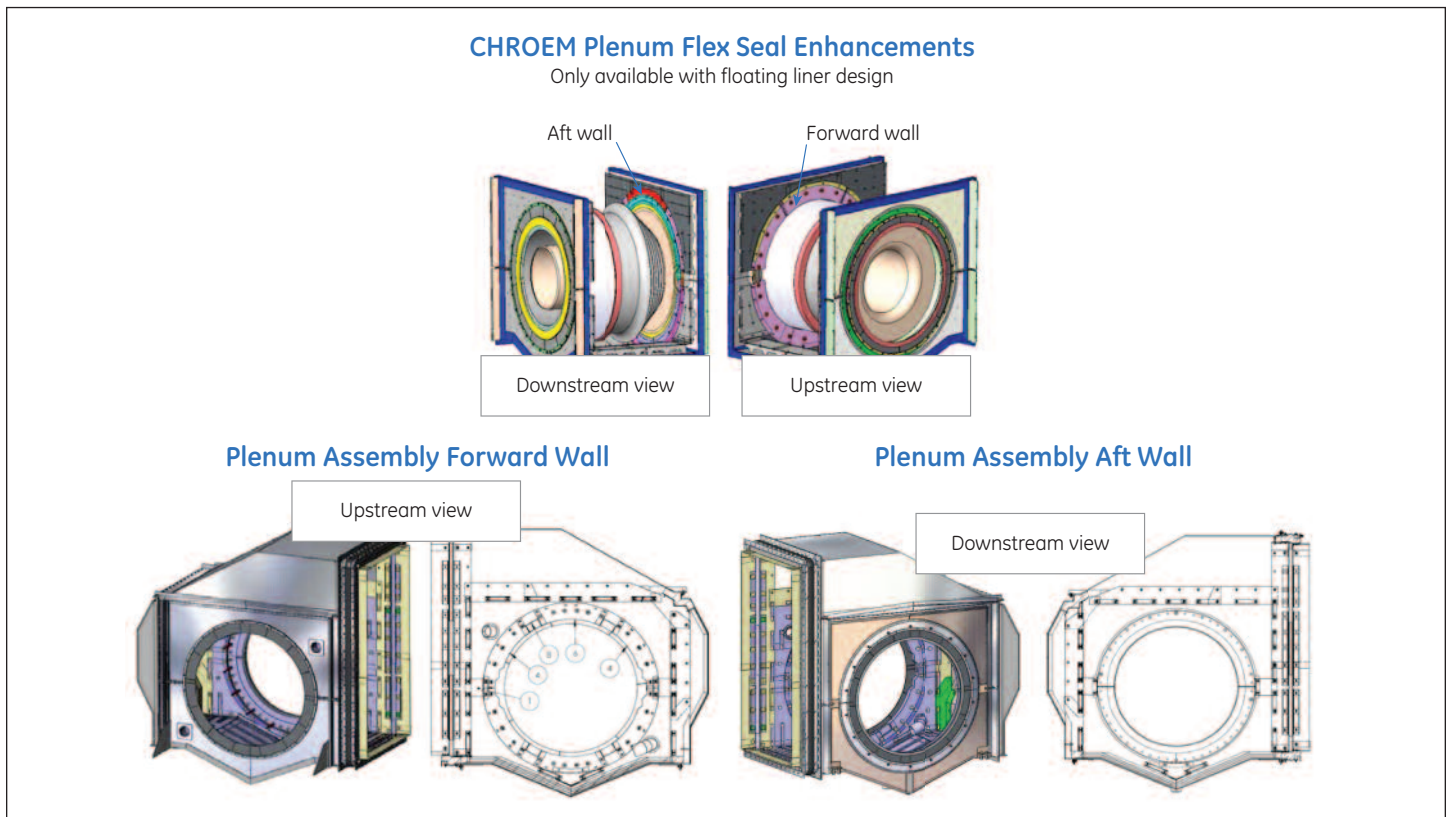 CHROEM Plenum Flex Seal Enhancements
Only available with floating liner design
Aft wall
Forward wall
Downstream view
Upstream view
Plenum Assembly Forward Wall
Plenum Assembly Aft Wall
Upstream view
Downstream view